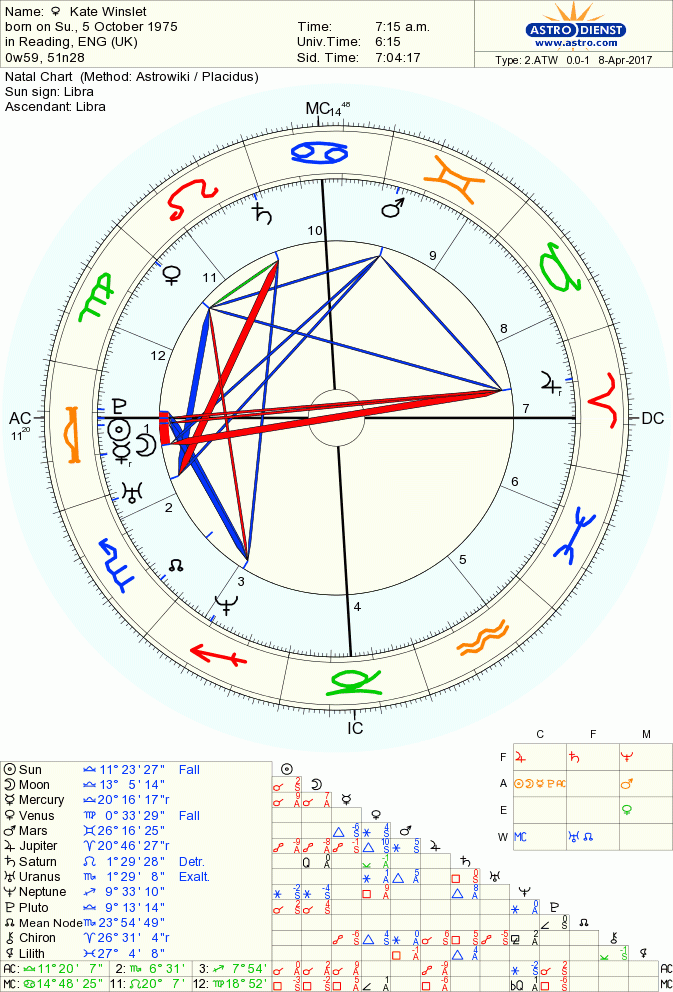 Name: ♀ Kate Winslet
born on Su., 5 October 1975
in Reading, ENG (UK)
0w59, 51n28
Time: 7:15 a.m.
Univ.Time: 6:15
Sid. Time: 7:04:17
ASTRO DIENST
www.astro.com
Type: 2.ATW 0.0-1 8-Apr-2017
Natal Chart (Method: Astrowiki / Placidus)
Sun sign: Libra
Ascendant: Libra
MC 14 48
10
9
11
8
12
AC 11 20
1
7
DC
2
6
3
5
4
IC
C F M
F ♃ ♄ ♆
A ☉ ☽ ☿ ♇ AC ♂
E ♀
W MC ♅ ☊
☉ Sun ♎ 11° 23' 27" Fall
☽ Moon ♎ 13° 5' 14"
☿ Mercury ♎ 20° 16' 17"r
♀ Venus ♍ 0° 33' 29" Fall
♂ Mars ♊ 26° 16' 25"
♃ Jupiter ♈ 20° 46' 27"r
♄ Saturn ♌ 1° 29' 28" Detr.
♅ Uranus ♏ 1° 29' 8" Exalt.
♆ Neptune ♐ 9° 33' 10"
♇ Pluto ♎ 9° 13' 14"
☊ Mean Node ♏ 23° 54' 49"
⚷ Chiron ♈ 26° 31' 4"r
⚸ Lilith ♓ 27° 4' 8"
AC: ♎ 11° 20' 7" 2: ♏ 6° 31' 3: ♐ 7° 54'
MC: ♋ 14° 48' 25" 11: ♌ 20° 7' 12: ♍ 18° 52'
AC
MC